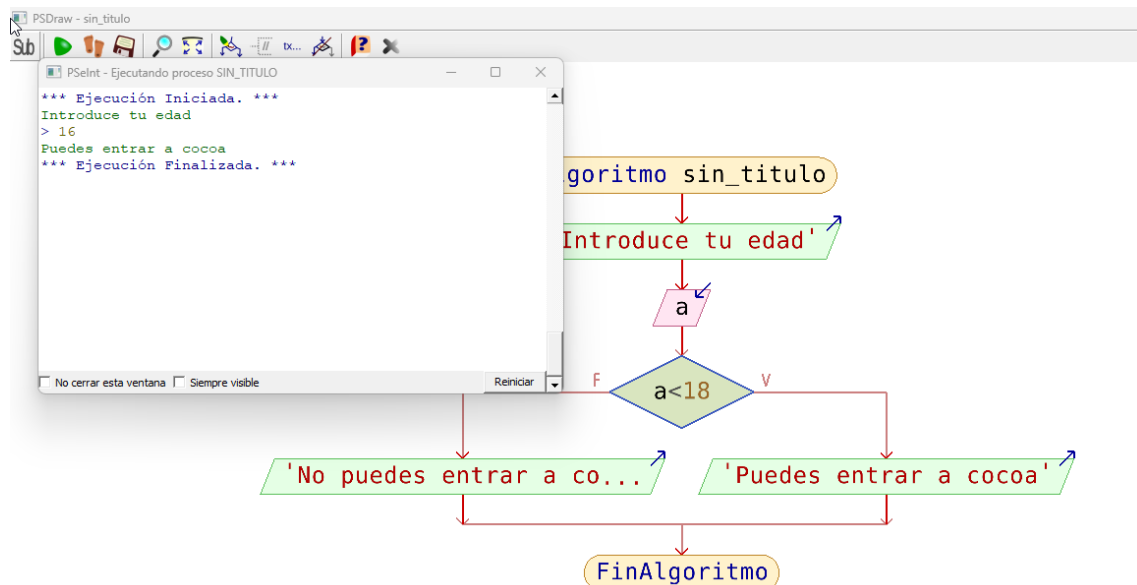 PSDraw - sin_titulo
Sub tx...
PSeInt - Ejecutando proceso SIN_TITULO
*** Ejecución Iniciada. ***
Introduce tu edad
> 16
Puedes entrar a cocoa
*** Ejecución Finalizada. ***
No cerrar esta ventana Siempre visible Reiniciar
goritmo sin_titulo
Introduce tu edad'
a
F a<18 V
'No puedes entrar a co... 'Puedes entrar a cocoa'
FinAlgoritmo